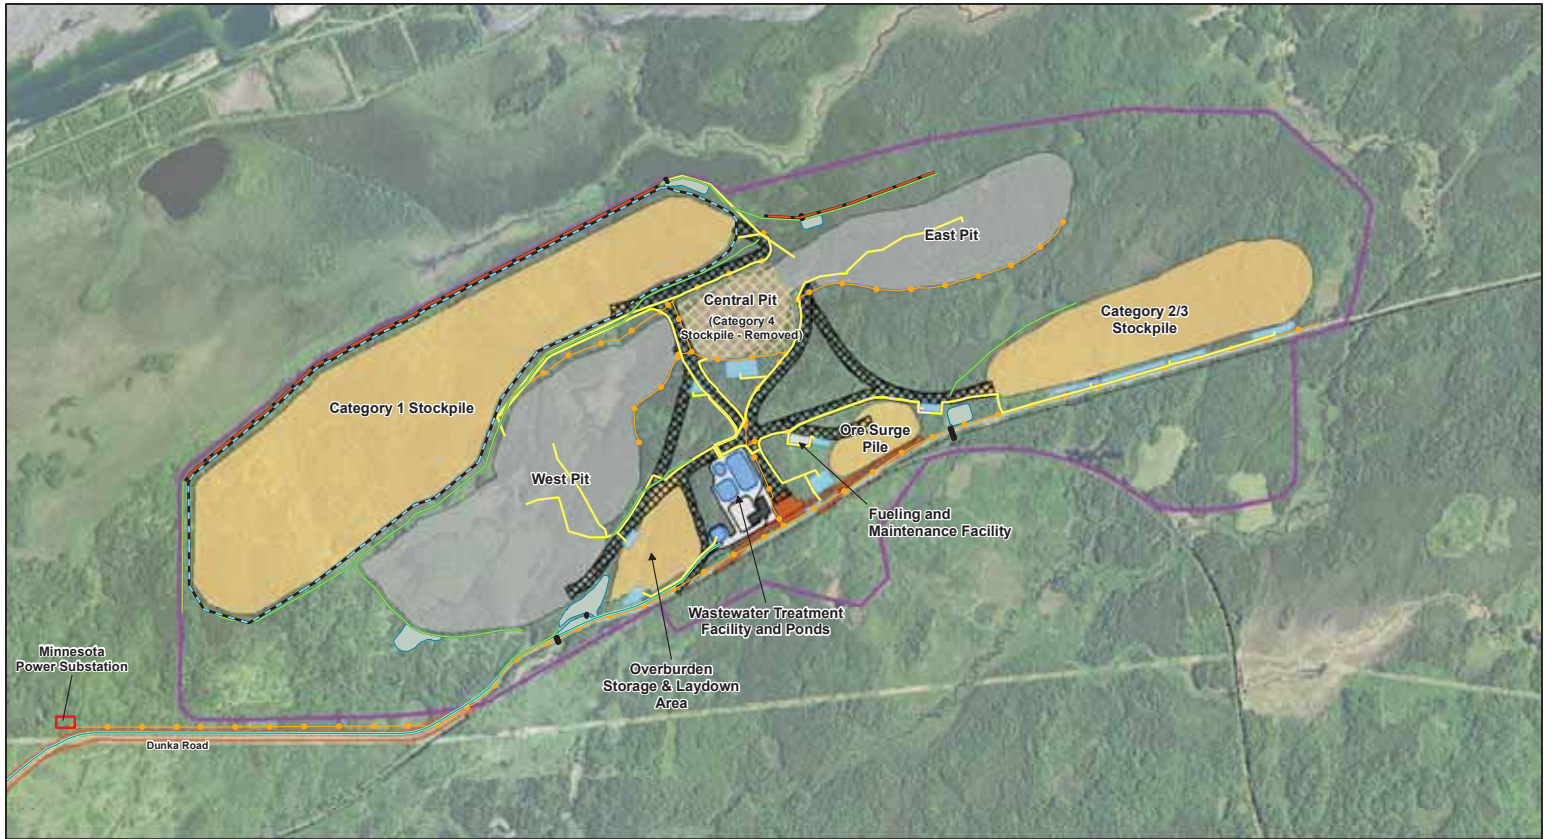 East Pit
Central Pit
(Category 4
Stockpile - Removed)
Category 2/3
Stockpile
Category 1 Stockpile
Ore Surge
Pile
West Pit
Fueling and
Maintenance Facility
Wastewater Treatment
Facility and Ponds
Minnesota
Power Substation
Overburden
Storage & Laydown
Area
Dunka Road